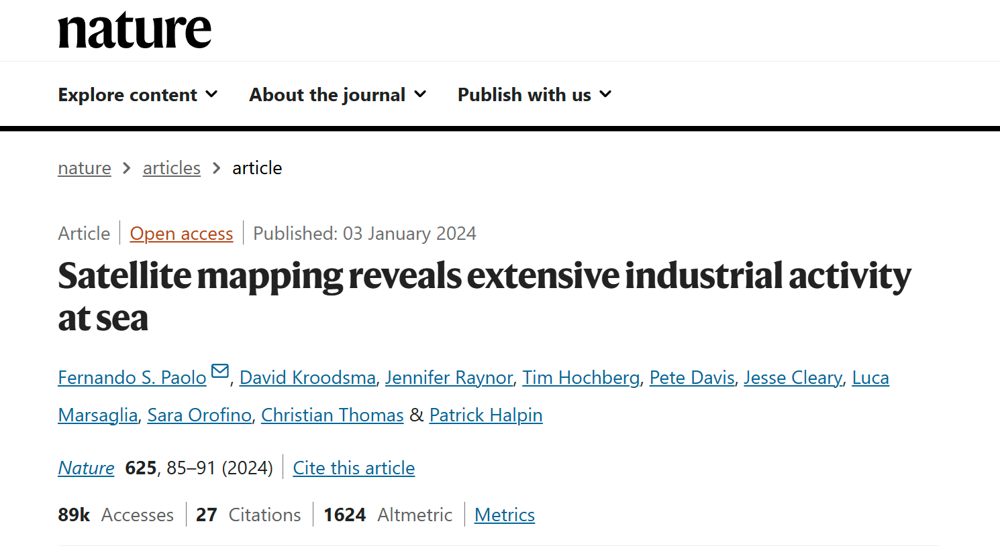 nature
Explore content About the journal Publish with us
nature > articles > article
Article | Open access | Published: 03 January 2024
Satellite mapping reveals extensive industrial activity
at sea
Fernando S. Paolo, David Kroodsma, Jennifer Raynor, Tim Hochberg, Pete Davis, Jesse Cleary, Luca
Marsaglia, Sara Orofino, Christian Thomas & Patrick Halpin
Nature 625, 85–91 (2024) | Cite this article
89k Accesses | 27 Citations | 1624 Altmetric | Metrics